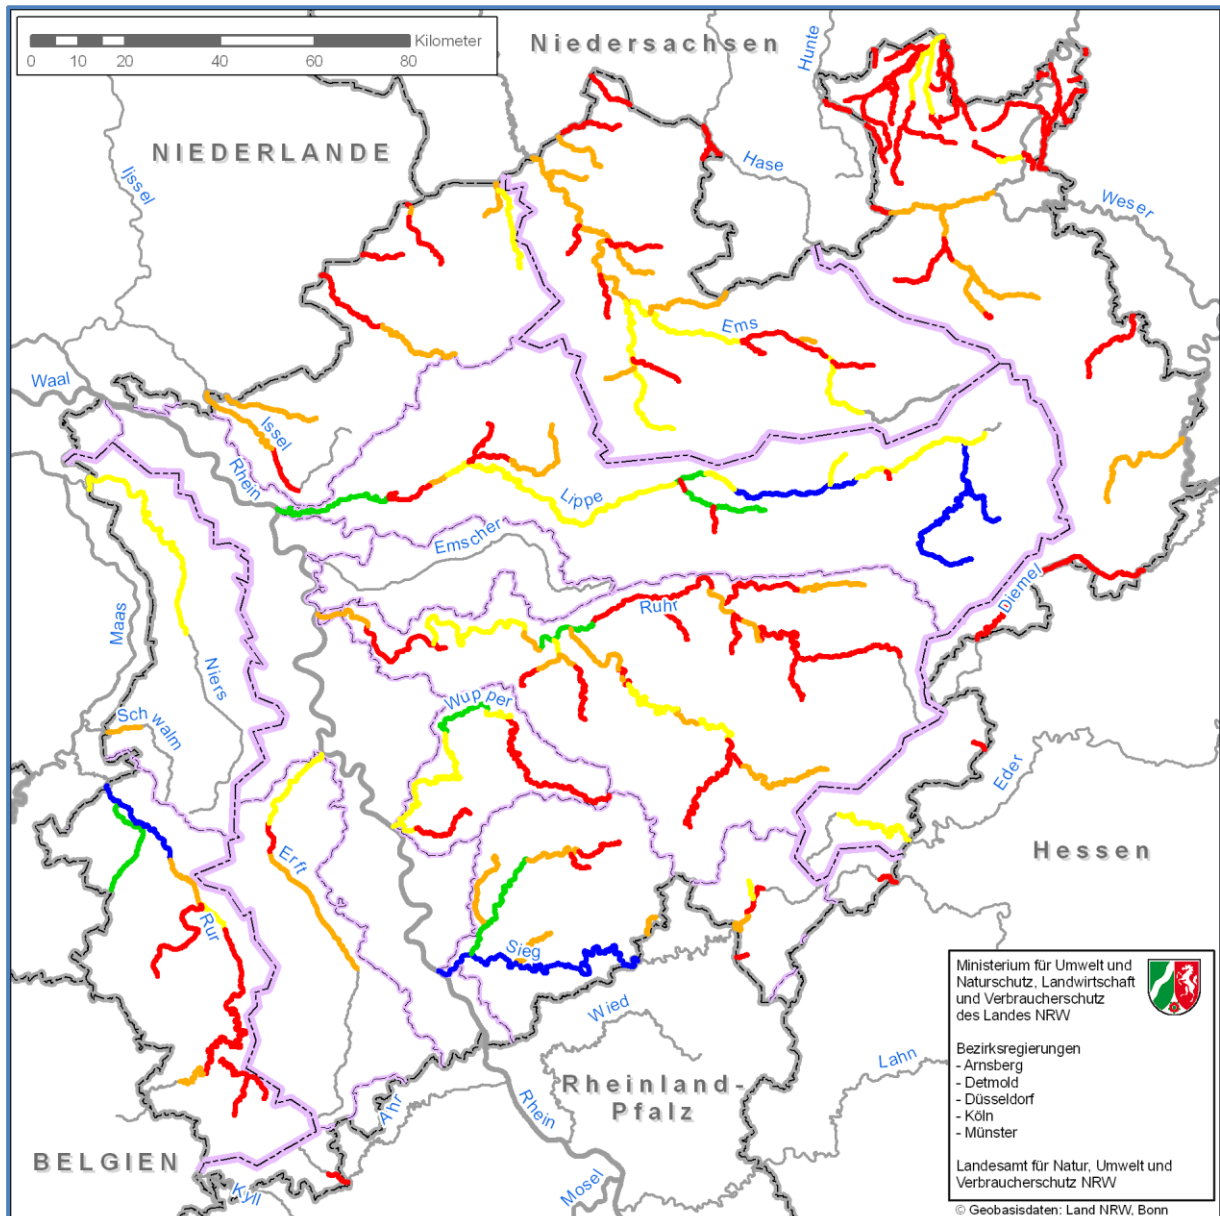 Kilometer
0 10 20 40 60 80
Niedersachsen
Hunte
NIEDERLANDE
Ijssel
Hase
Weser
Ems
Waal
Issel
Rhein
Lippe
Emscher
Maas
Ruhr
Diemel
Niers
Wupper
Schwalm
Eder
Hessen
Erft
Rur
Sieg
Wied
Lahn
Rheinland-
Pfalz
Rhein
Ahr
BELGIEN
Kyll
Mosel
Ministerium für Umwelt und
Naturschutz, Landwirtschaft
und Verbraucherschutz
des Landes NRW
Bezirksregierungen
- Arnsberg
- Detmold
- Düsseldorf
- Köln
- Münster
Landesamt für Natur, Umwelt und
Verbraucherschutz NRW
© Geobasisdaten: Land NRW, Bonn